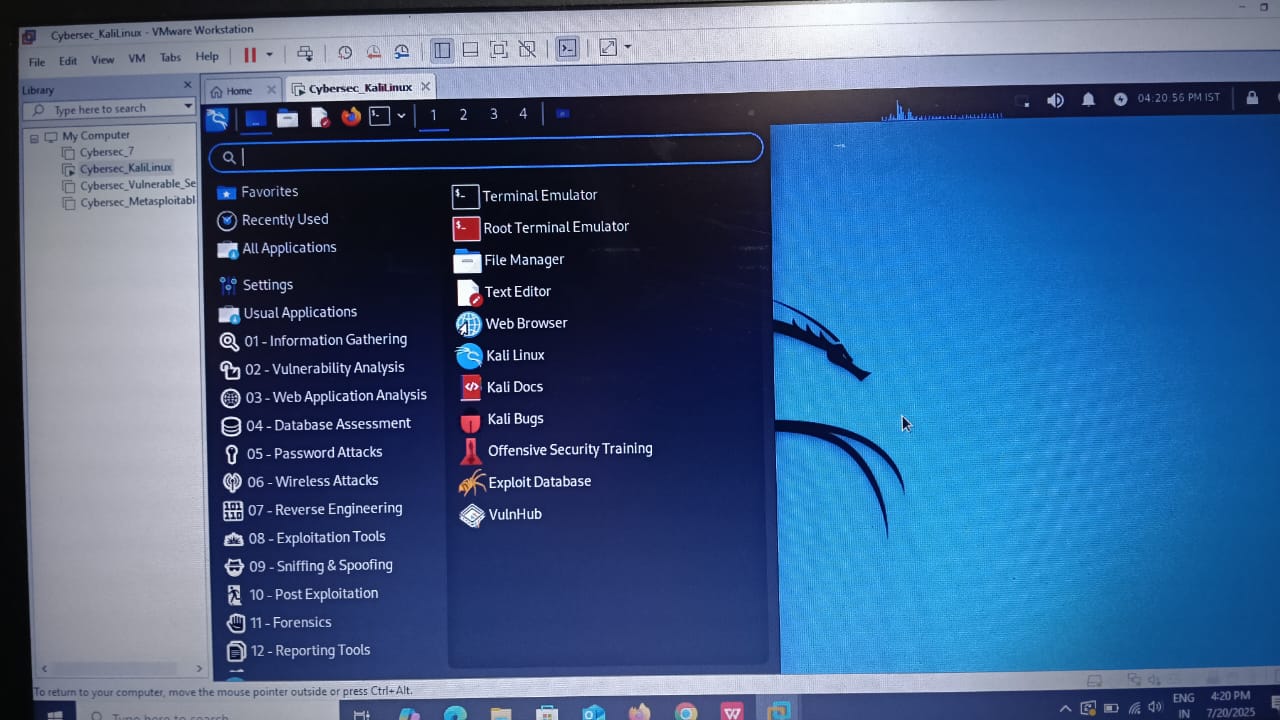 Cybersec_KaliLinux - VMware Workstation
File Edit View VM Tabs Help
Library
Type here to search
My Computer
Cybersec_7
Cybersec_KaliLinux
Cybersec_Vulnerable_Se
Cybersec_Metasploitabl
Home
Cybersec_KaliLinux
1 2 3 4
04:20:56 PM IST
Favorites
Recently Used
All Applications
Settings
Usual Applications
01 - Information Gathering
02 - Vulnerability Analysis
03 - Web Application Analysis
04 - Database Assessment
05 - Password Attacks
06 - Wireless Attacks
07 - Reverse Engineering
08 - Exploitation Tools
09 - Sniffing & Spoofing
10 - Post Exploitation
11 - Forensics
12 - Reporting Tools
Terminal Emulator
Root Terminal Emulator
File Manager
Text Editor
Web Browser
Kali Linux
Kali Docs
Kali Bugs
Offensive Security Training
Exploit Database
VulnHub
To return to your computer, move the mouse pointer outside or press Ctrl+Alt.
Type here to search
ENG
IN
4:20 PM
7/20/2025